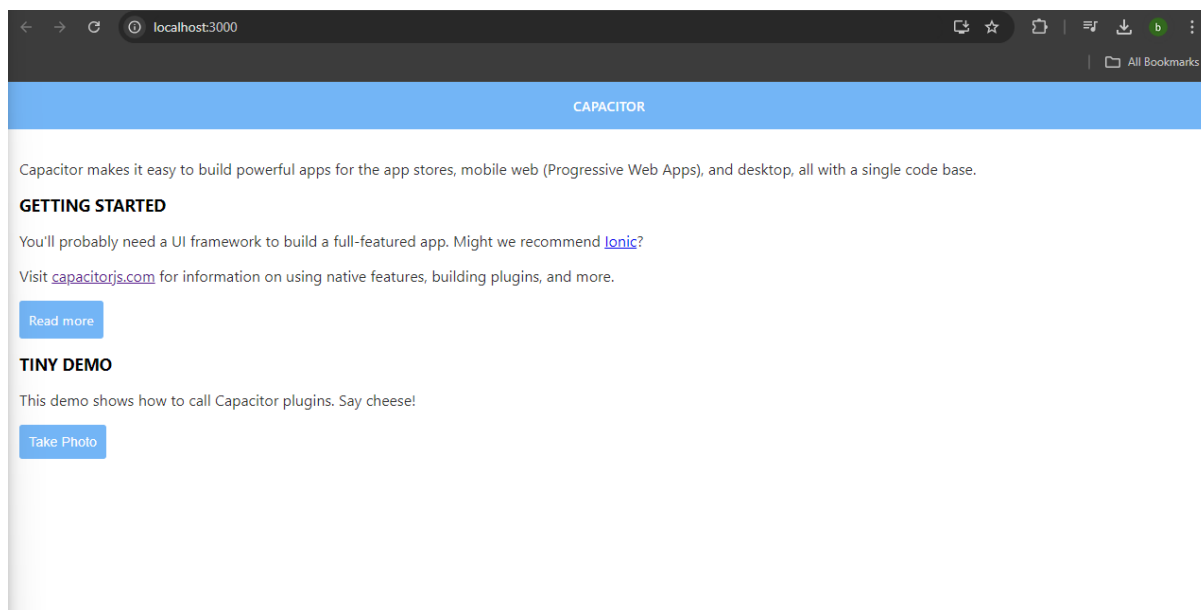 localhost:3000
b
All Bookmarks
CAPACITOR
Capacitor makes it easy to build powerful apps for the app stores, mobile web (Progressive Web Apps), and desktop, all with a single code base.
GETTING STARTED
You'll probably need a UI framework to build a full-featured app. Might we recommend Ionic?
Visit capacitorjs.com for information on using native features, building plugins, and more.
Read more
TINY DEMO
This demo shows how to call Capacitor plugins. Say cheese!
Take Photo